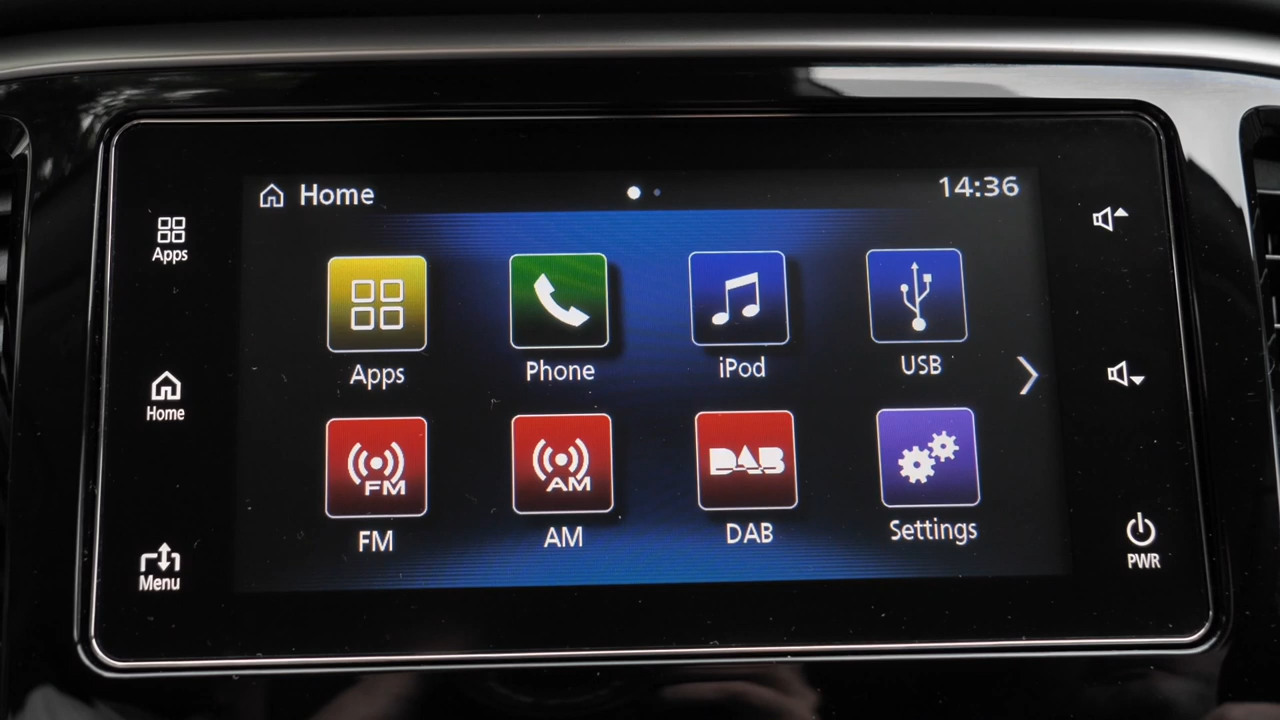 Home
14:36
Apps
Apps
Phone
iPod
USB
Home
FM
AM
DAB
FM
AM
DAB
Settings
Menu
PWR